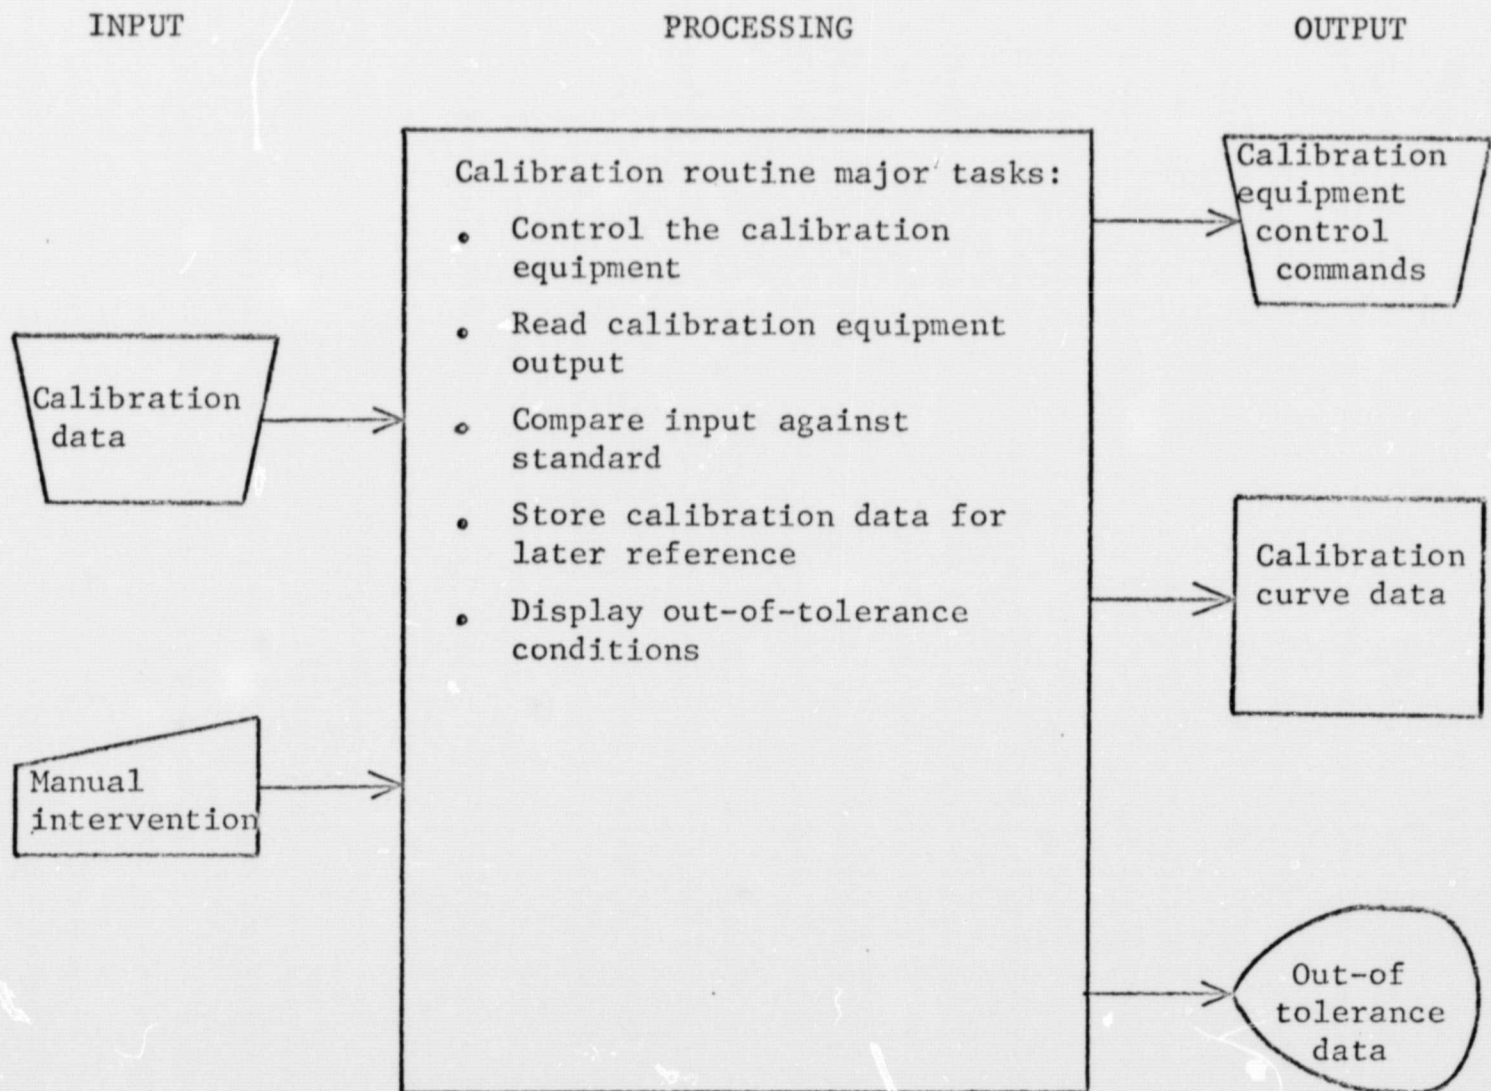 INPUT
PROCESSING
OUTPUT
Calibration
data
Manual
intervention
Calibration routine major tasks:
• Control the calibration
equipment
• Read calibration equipment
output
• Compare input against
standard
• Store calibration data for
later reference
• Display out-of-tolerance
conditions
Calibration
equipment
control
commands
Calibration
curve data
Out-of
tolerance
data